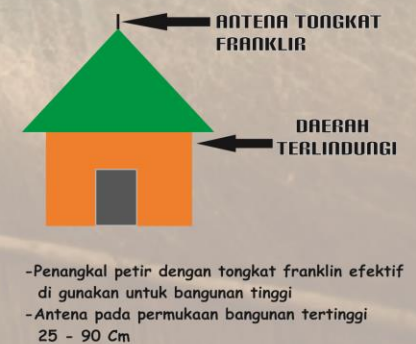 ANTENA TONGKAT
FRANKLIR
DAERAH
TERLINDUNGI
-Penangkal petir dengan tongkat franklin efektif
di gunakan untuk bangunan tinggi
-Antena pada permukaan bangunan tertinggi
25 - 90 Cm